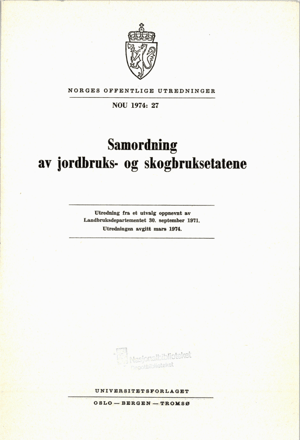 NORGES OFFENTLIGE UTREDNINGER
NOU 1974: 27
Samordning
av jordbruks- og skogbruksetatene
Utredning fra et utvalg oppnevnt av
Landbruksdepartementet 30. september 1971.
Utredningen avgitt mars 1974.
UNIVERSITETSFORLAGET
OSLO — BERGEN — TROMSØ